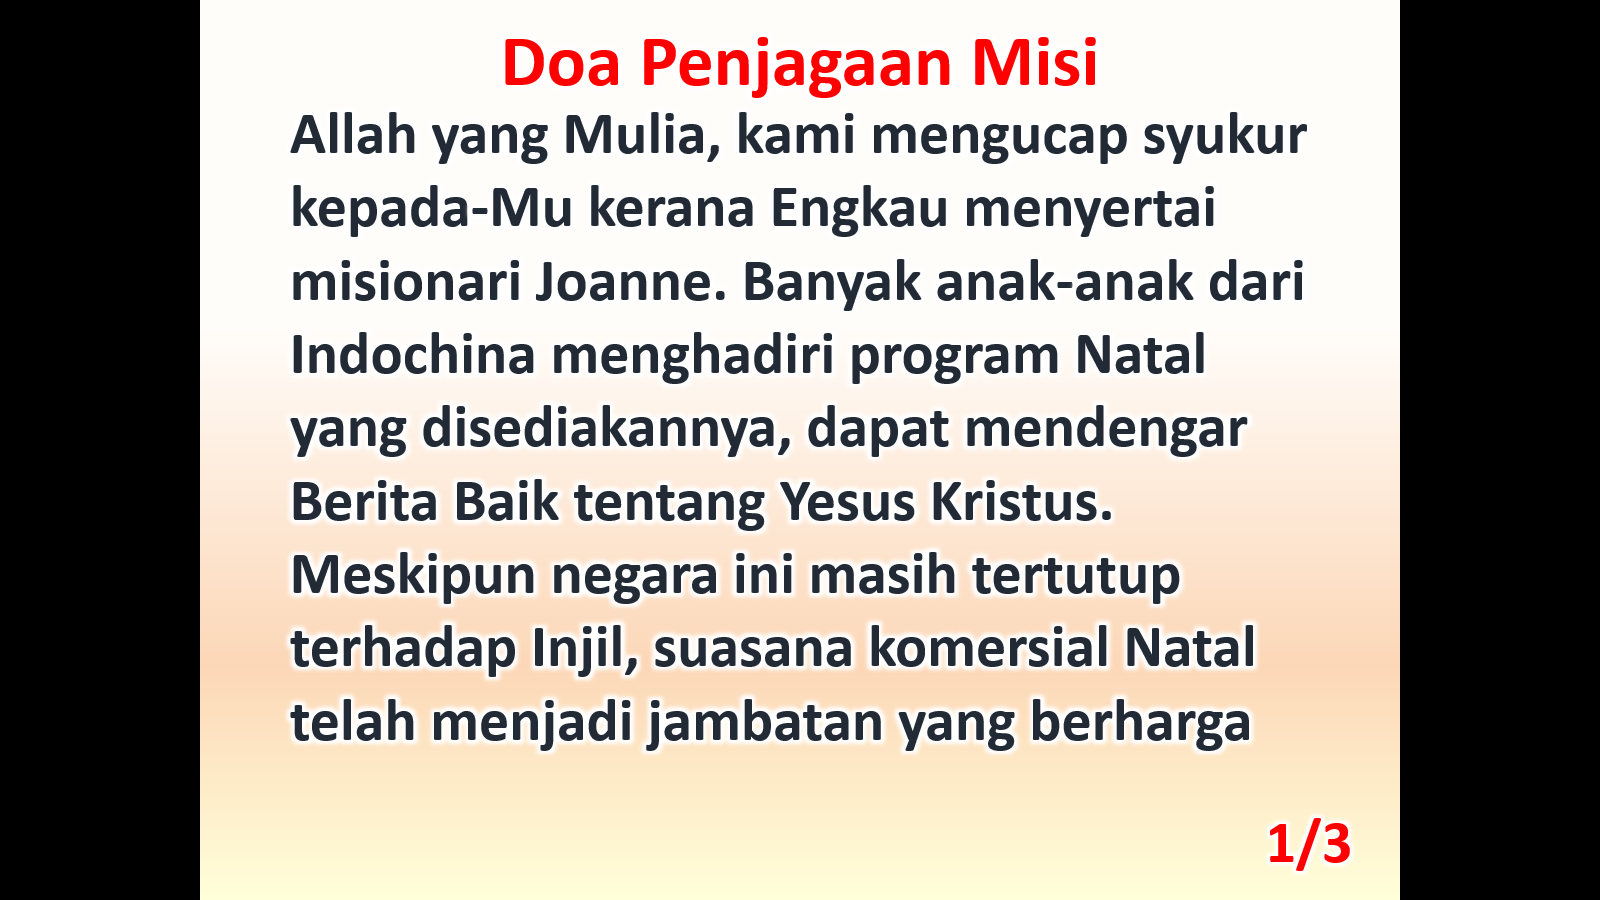 Doa Penjagaan Misi
Allah yang Mulia, kami mengucap syukur
kepada-Mu kerana Engkau menyertai
misionari Joanne. Banyak anak-anak dari
Indochina menghadiri program Natal
yang disediakannya, dapat mendengar
Berita Baik tentang Yesus Kristus.
Meskipun negara ini masih tertutup
terhadap Injil, suasana komersial Natal
telah menjadi jambatan yang berharga
1/3